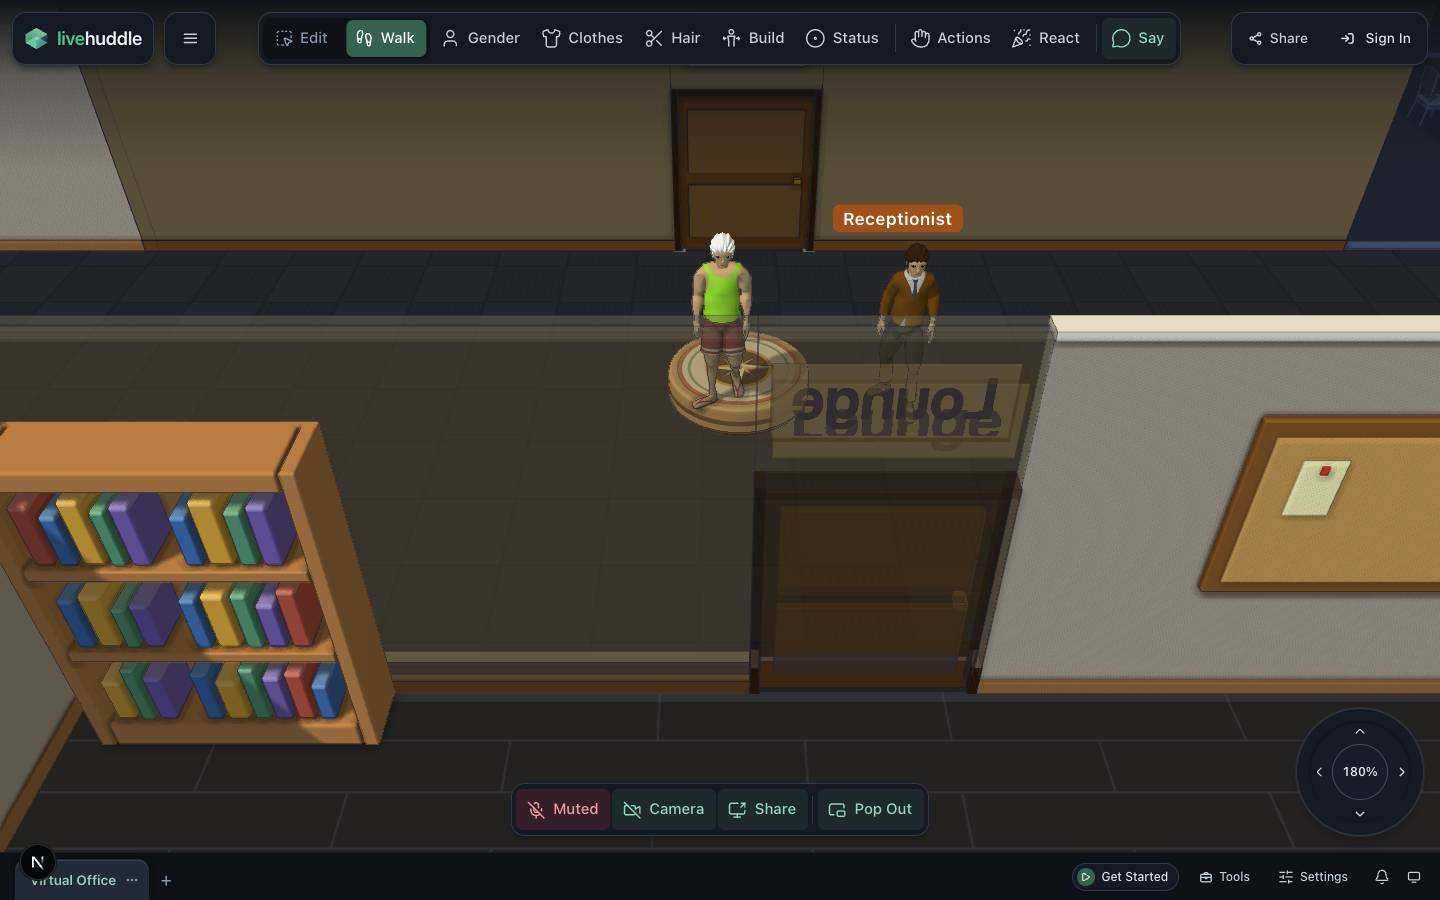 livehuddle
Edit
Walk
Gender
Clothes
Hair
Build
Status
Actions
React
Say
Share
Sign In
Receptionist
Lounge
180%
Muted
Camera
Share
Pop Out
N
Virtual Office
Get Started
Tools
Settings